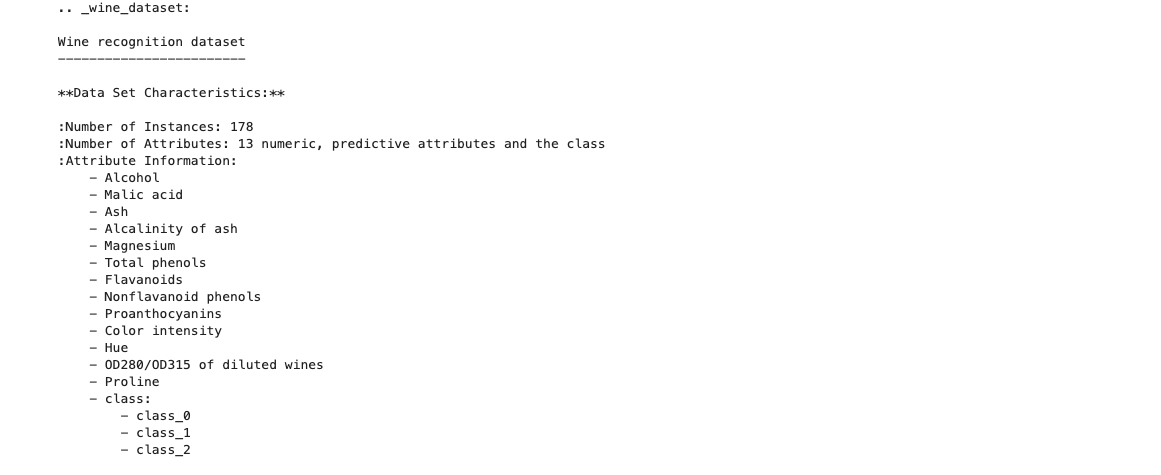 .. _wine_dataset:
Wine recognition dataset
------------------------
**Data Set Characteristics:**
:Number of Instances: 178
:Number of Attributes: 13 numeric, predictive attributes and the class
:Attribute Information:
- Alcohol
- Malic acid
- Ash
- Alcalinity of ash
- Magnesium
- Total phenols
- Flavanoids
- Nonflavanoid phenols
- Proanthocyanins
- Color intensity
- Hue
- OD280/OD315 of diluted wines
- Proline
- class:
- class_0
- class_1
- class_2